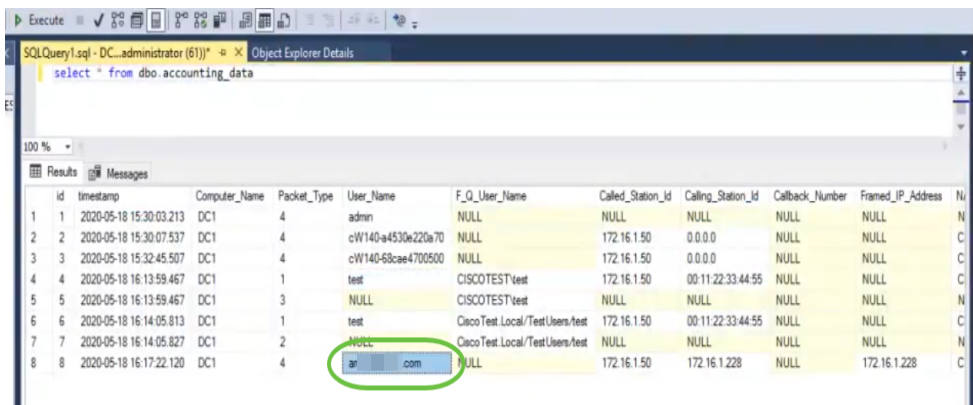 Execute
SQLQuery1.sql - DC...administrator (61))* Object Explorer Details
select * from dbo.accounting_data
ES
100 %
Results Messages
id timestamp Computer_Name Packet_Type User_Name F_Q_User_Name Called_Station_Id Calling_Station_Id Callback_Number Framed_IP_Address
1 1 2020-05-18 15:30:03.213 DC1 4 admin NULL NULL NULL NULL NULL N
2 2 2020-05-18 15:30:07.537 DC1 4 cW140-a4530e220a70 NULL 172.16.1.50 0.0.0.0 NULL NULL C
3 3 2020-05-18 15:32:45.507 DC1 4 cW140-68cae4700500 NULL 172.16.1.50 0.0.0.0 NULL NULL C
4 4 2020-05-18 16:13:59.467 DC1 1 test CISCOTEST\test 172.16.1.50 00:11:22:33:44:55 NULL NULL C
5 5 2020-05-18 16:13:59.467 DC1 3 NULL CISCOTEST\test NULL NULL NULL NULL N
6 6 2020-05-18 16:14:05.813 DC1 1 test CiscoTest.Local/TestUsers/test 172.16.1.50 00:11:22:33:44:55 NULL NULL C
7 7 2020-05-18 16:14:05.827 DC1 2 NULL CiscoTest.Local/TestUsers/test NULL NULL NULL NULL N
8 8 2020-05-18 16:17:22.120 DC1 4 ar .com NULL 172.16.1.50 172.16.1.228 NULL 172.16.1.228 C